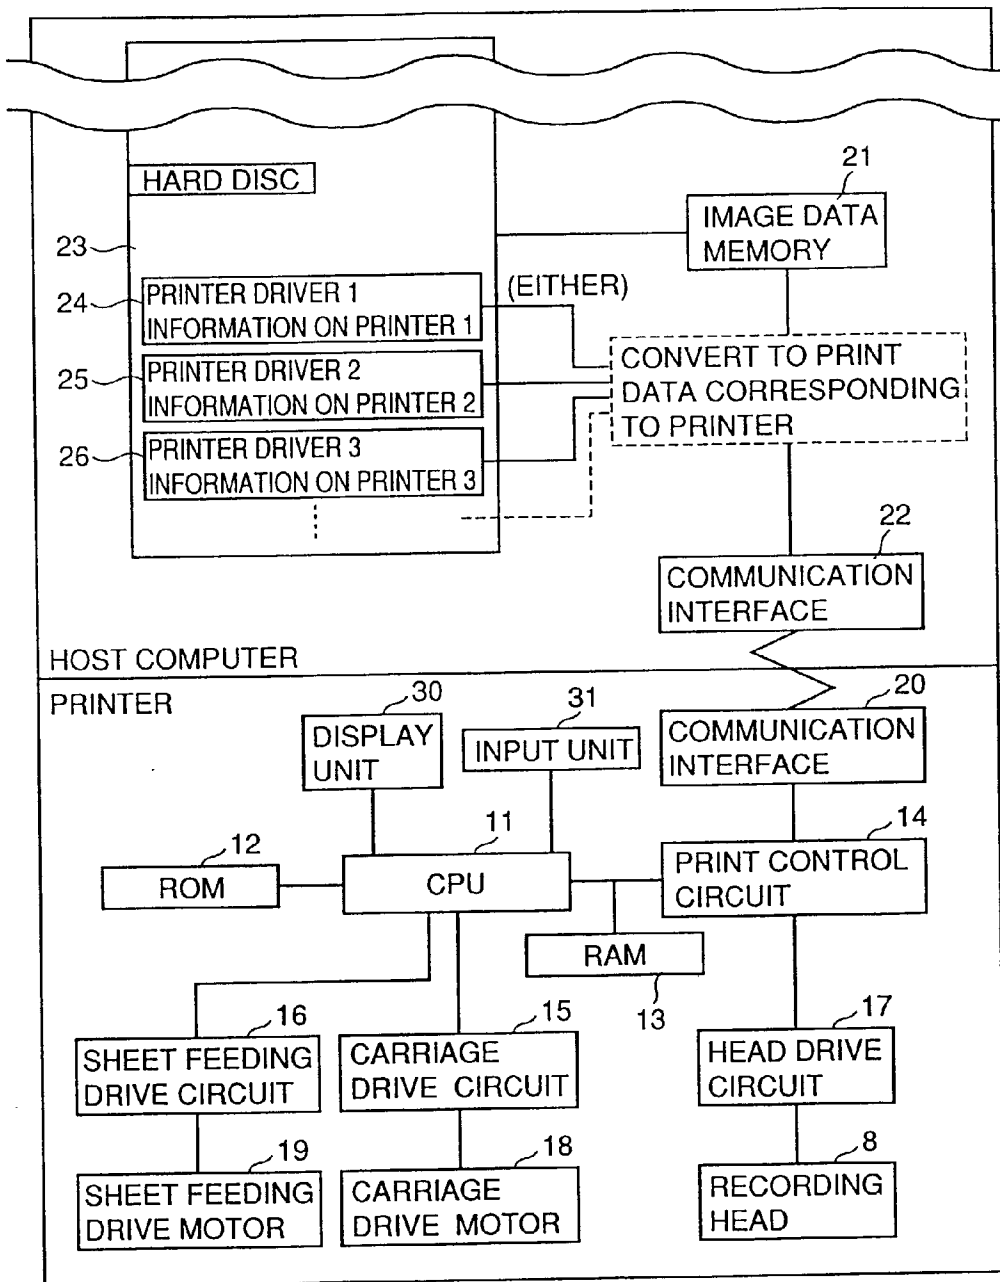 HARD DISC
21
IMAGE DATA
MEMORY
23
24
PRINTER DRIVER 1
INFORMATION ON PRINTER 1
(EITHER)
25
PRINTER DRIVER 2
INFORMATION ON PRINTER 2
CONVERT TO PRINT
DATA CORRESPONDING
TO PRINTER
26
PRINTER DRIVER 3
INFORMATION ON PRINTER 3
22
COMMUNICATION
INTERFACE
HOST COMPUTER
PRINTER
30
DISPLAY
UNIT
31
INPUT UNIT
20
COMMUNICATION
INTERFACE
12
ROM
11
CPU
14
PRINT CONTROL
CIRCUIT
RAM
13
16
SHEET FEEDING
DRIVE CIRCUIT
15
CARRIAGE
DRIVE CIRCUIT
17
HEAD DRIVE
CIRCUIT
19
SHEET FEEDING
DRIVE MOTOR
18
CARRIAGE
DRIVE MOTOR
8
RECORDING
HEAD